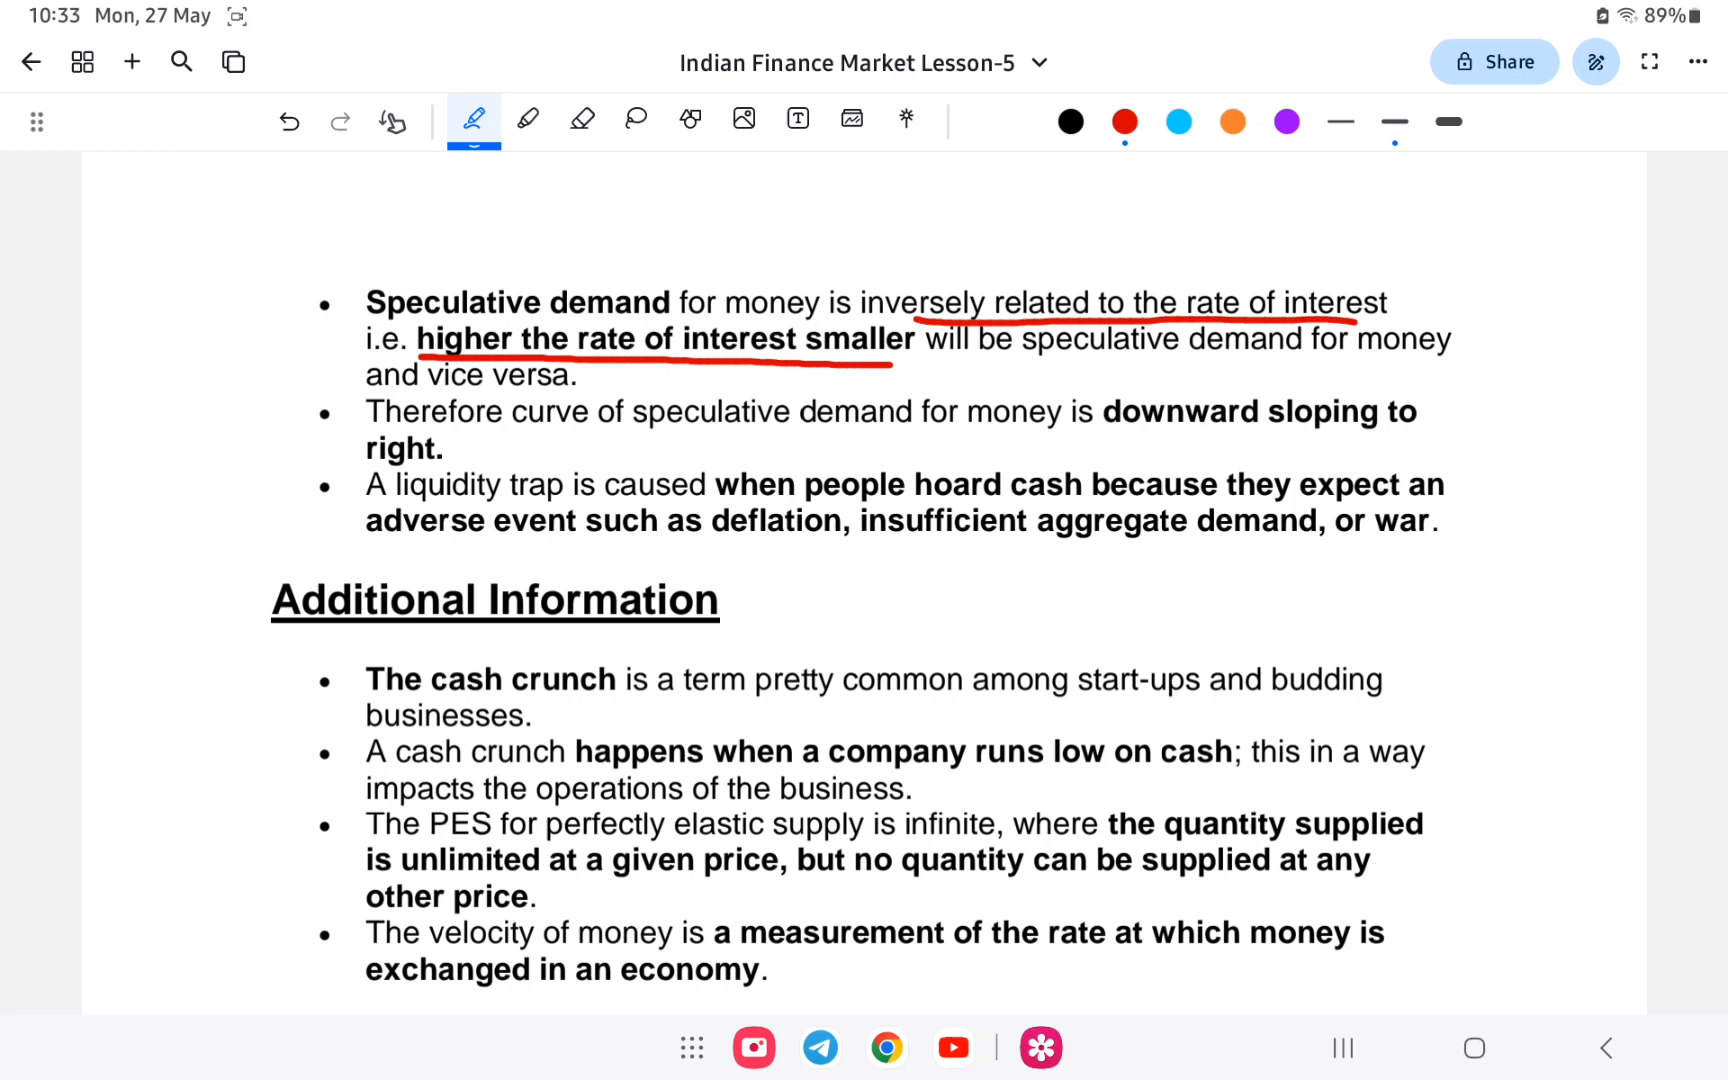 10:33 Mon, 27 May
89%
Indian Finance Market Lesson-5
Share
Speculative demand for money is inversely related to the rate of interest
i.e. higher the rate of interest smaller will be speculative demand for money
and vice versa.
Therefore curve of speculative demand for money is downward sloping to
right.
A liquidity trap is caused when people hoard cash because they expect an
adverse event such as deflation, insufficient aggregate demand, or war.
Additional Information
The cash crunch is a term pretty common among start-ups and budding
businesses.
A cash crunch happens when a company runs low on cash; this in a way
impacts the operations of the business.
The PES for perfectly elastic supply is infinite, where the quantity supplied
is unlimited at a given price, but no quantity can be supplied at any
other price.
The velocity of money is a measurement of the rate at which money is
exchanged in an economy.